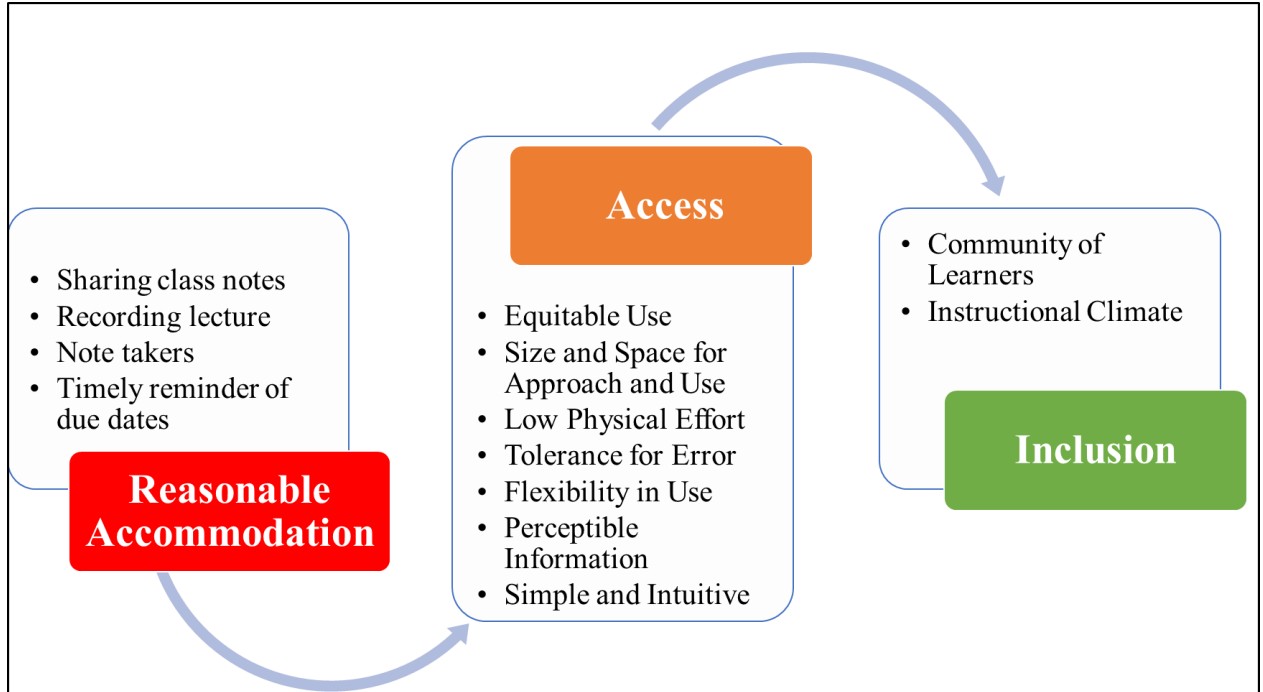 • Sharing class notes
• Recording lecture
• Note takers
• Timely reminder of
due dates
Reasonable
Accommodation
Access
• Equitable Use
• Size and Space for
Approach and Use
• Low Physical Effort
• Tolerance for Error
• Flexibility in Use
• Perceptible
Information
• Simple and Intuitive
• Community of
Learners
• Instructional Climate
Inclusion